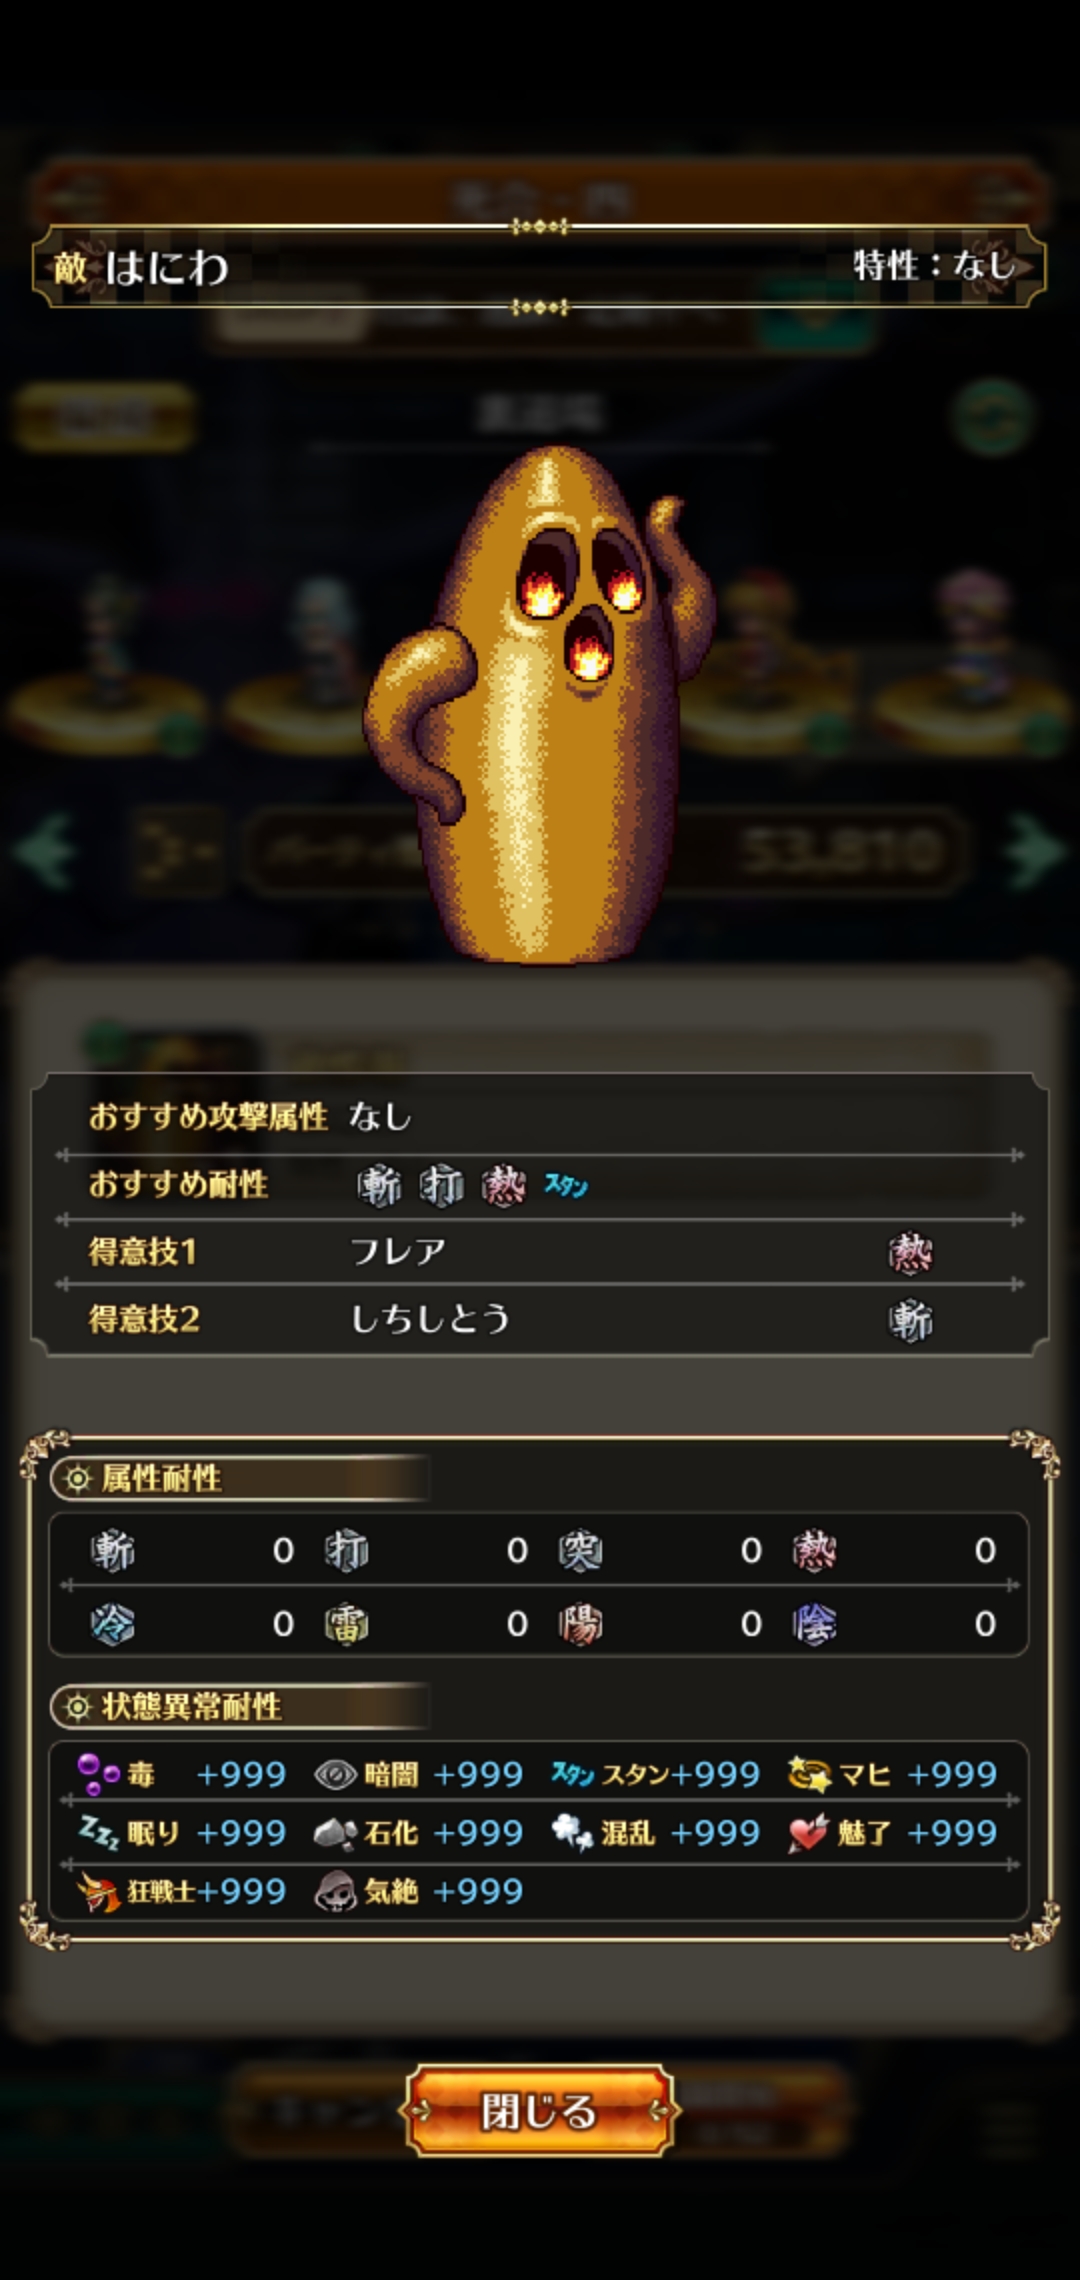 敵 はにわ 特性：なし
53,810
おすすめ攻撃属性 なし
おすすめ耐性 斬 打 熱 スタン
得意技1 フレア 熱
得意技2 しちしとう 斬
属性耐性
斬 0 打 0 突 0 熱 0
冷 0 雷 0 陽 0 陰 0
状態異常耐性
毒 +999 暗闇 +999 スタン スタン+999 マヒ +999
眠り +999 石化 +999 混乱 +999 魅了 +999
狂戦士+999 気絶 +999
閉じる